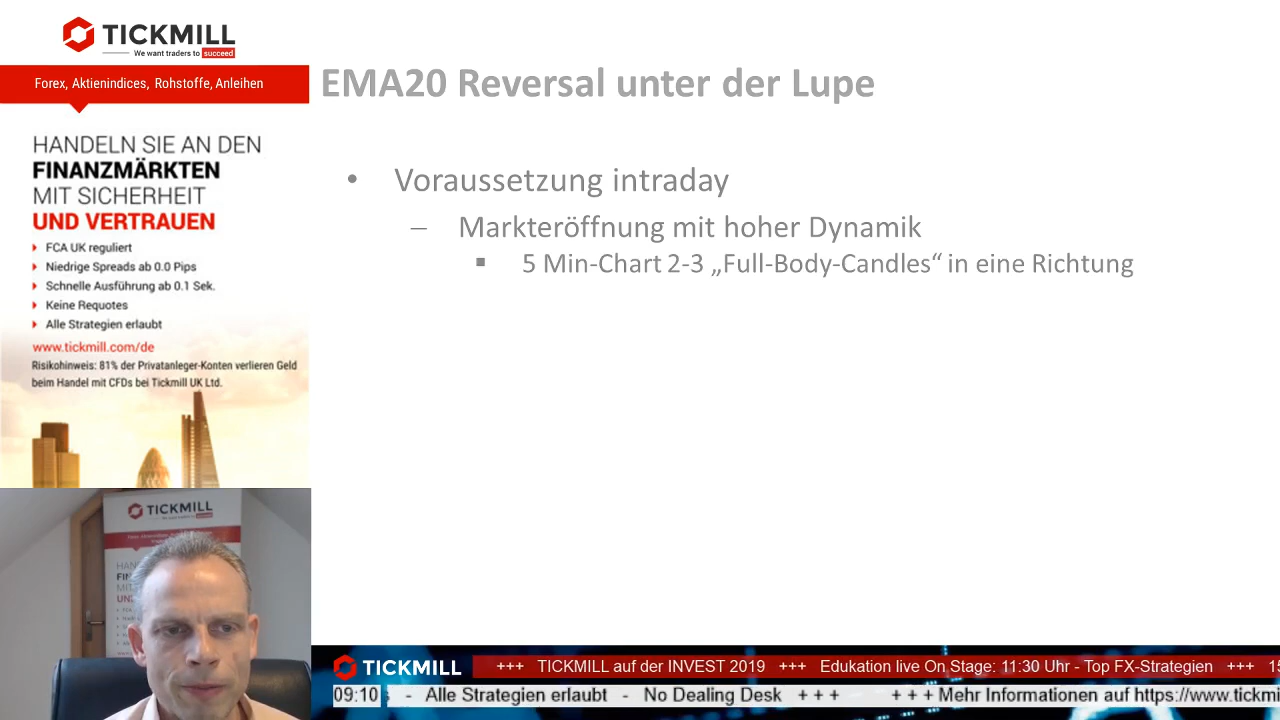 TICKMILL
We want traders to succeed
Forex, Aktienindices, Rohstoffe, Anleihen
EMA20 Reversal unter der Lupe
HANDELN SIE AN DEN
FINANZMÄRKTEN
MIT SICHERHEIT
UND VERTRAUEN
FCA UK reguliert
Niedrige Spreads ab 0.0 Pips
Schnelle Ausführung ab 0.1 Sek.
Keine Requotes
Alle Strategien erlaubt
www.tickmill.com/de
Risikohinweis: 81% der Privatanleger-Konten verlieren Geld
beim Handel mit CFDs bei Tickmill UK Ltd.
• Voraussetzung intraday
– Markteröffnung mit hoher Dynamik
▪ 5 Min-Chart 2-3 „Full-Body-Candles“ in eine Richtung
TICKMILL
TICKMILL
+++ TICKMILL auf der INVEST 2019 +++ Edukation live On Stage: 11:30 Uhr - Top FX-Strategien +++ 15
09:10
- Alle Strategien erlaubt - No Dealing Desk +++ +++ Mehr Informationen auf https://www.tickmi